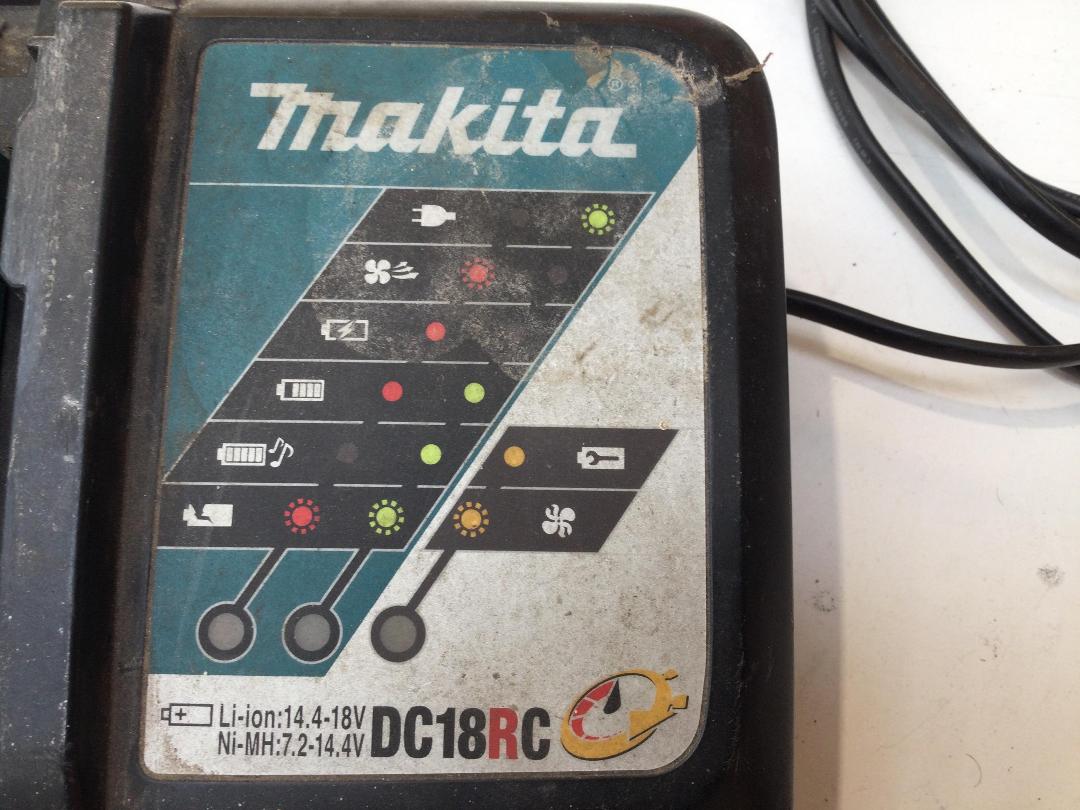 makita®
Li-ion:14.4-18V
Ni-MH:7.2-14.4V
DC18RC